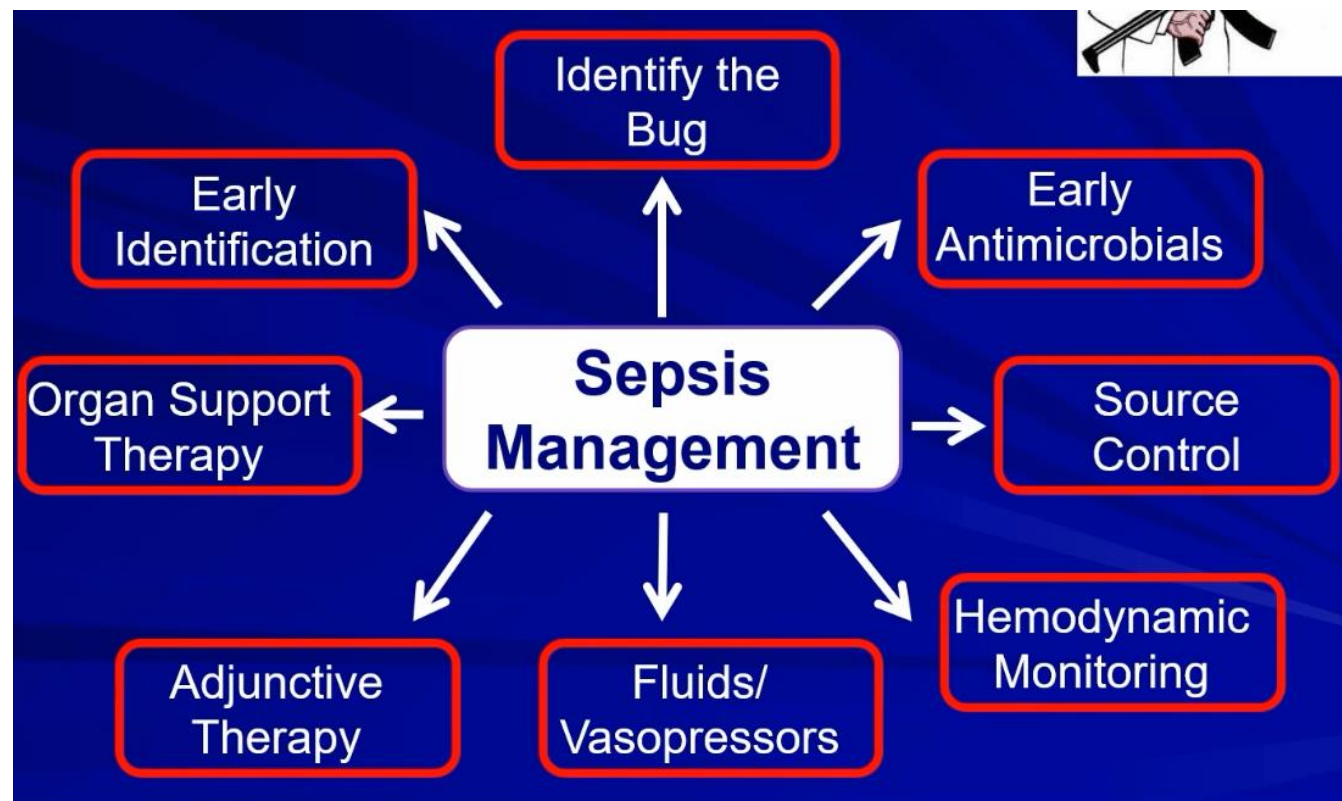 Identify the
Bug
Early
Identification
Early
Antimicrobials
Organ Support
Therapy
Sepsis
Management
Source
Control
Hemodynamic
Monitoring
Adjunctive
Therapy
Fluids/
Vasopressors